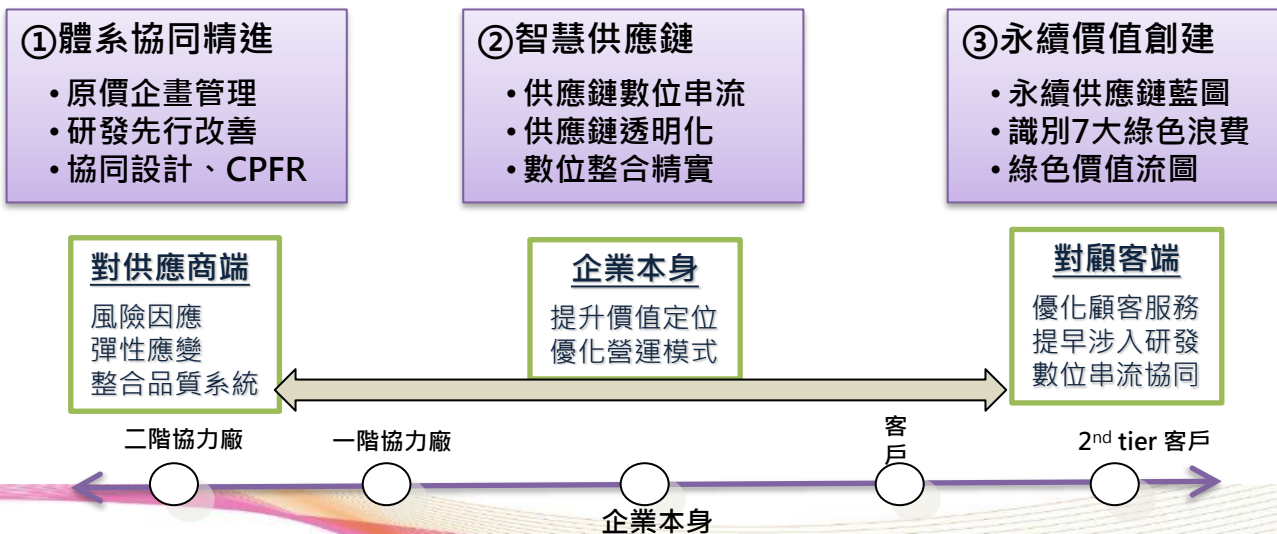 ①體系協同精進
•原價企畫管理
•研發先行改善
•協同設計、CPFR
②智慧供應鏈
•供應鏈數位串流
•供應鏈透明化
•數位整合精實
③永續價值創建
•永續供應鏈藍圖
•識別7大綠色浪費
•綠色價值流圖
對供應商端
風險因應
彈性應變
整合品質系統
企業本身
提升價值定位
優化營運模式
對顧客端
優化顧客服務
提早涉入研發
數位串流協同
二階協力廠
一階協力廠
企業本身
客
戶
2nd tier 客戶